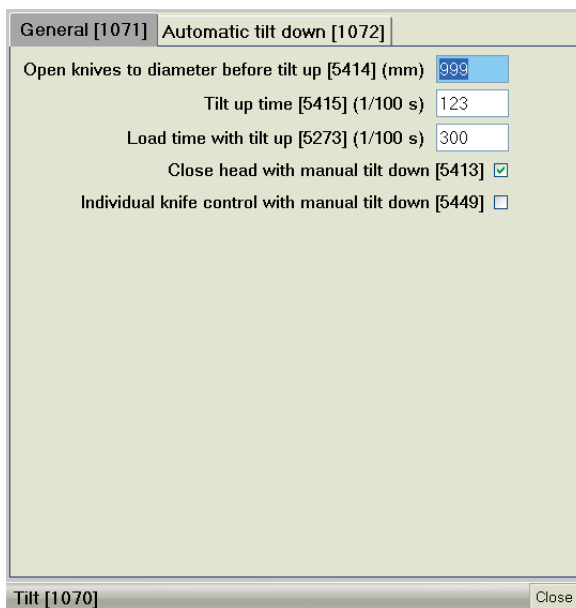 General [1071] Automatic tilt down [1072]
Open knives to diameter before tilt up [5414] (mm) 999
Tilt up time [5415] (1/100 s) 123
Load time with tilt up [5273] (1/100 s) 300
Close head with manual tilt down [5413]
Individual knife control with manual tilt down [5449]
Tilt [1070] Close